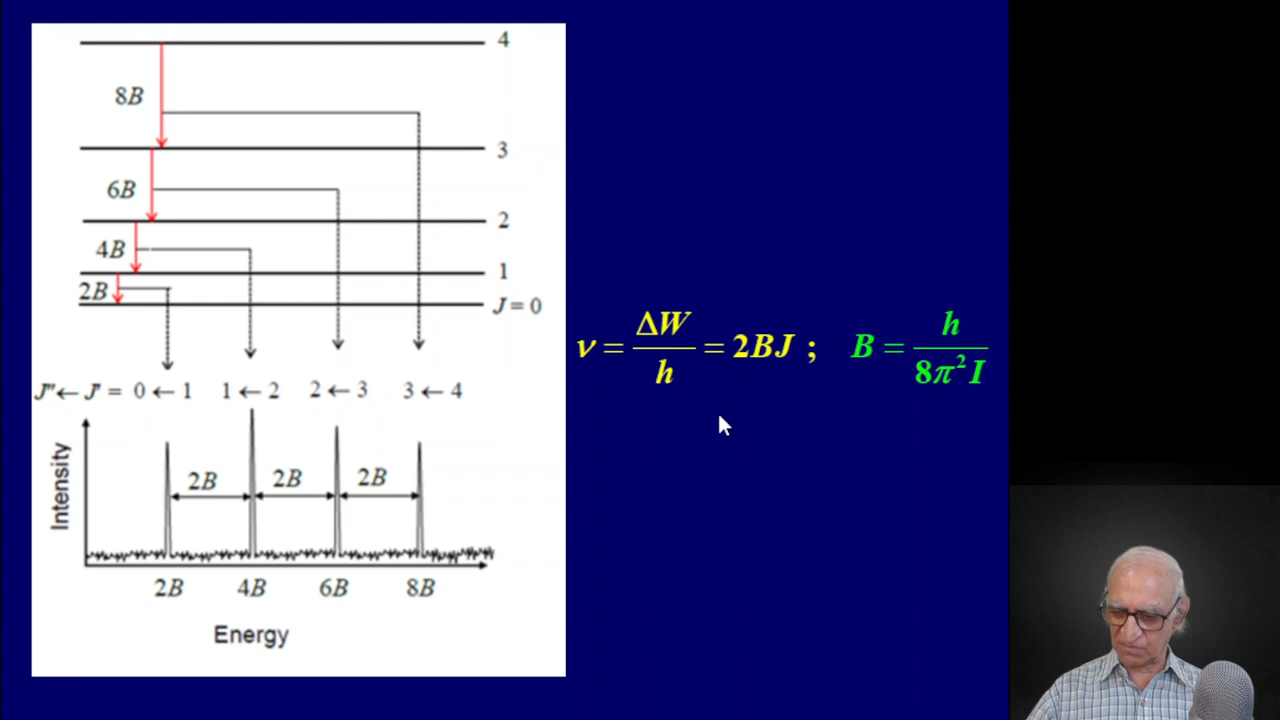 4
8B
3
6B
2
4B
1
2B
J = 0
J" ← J' = 0 ← 1 1 ← 2 2 ← 3 3 ← 4
Intensity
2B 2B 2B
2B 4B 6B 8B
Energy
ν = ΔW/h = 2BJ ; B = h/8π²I